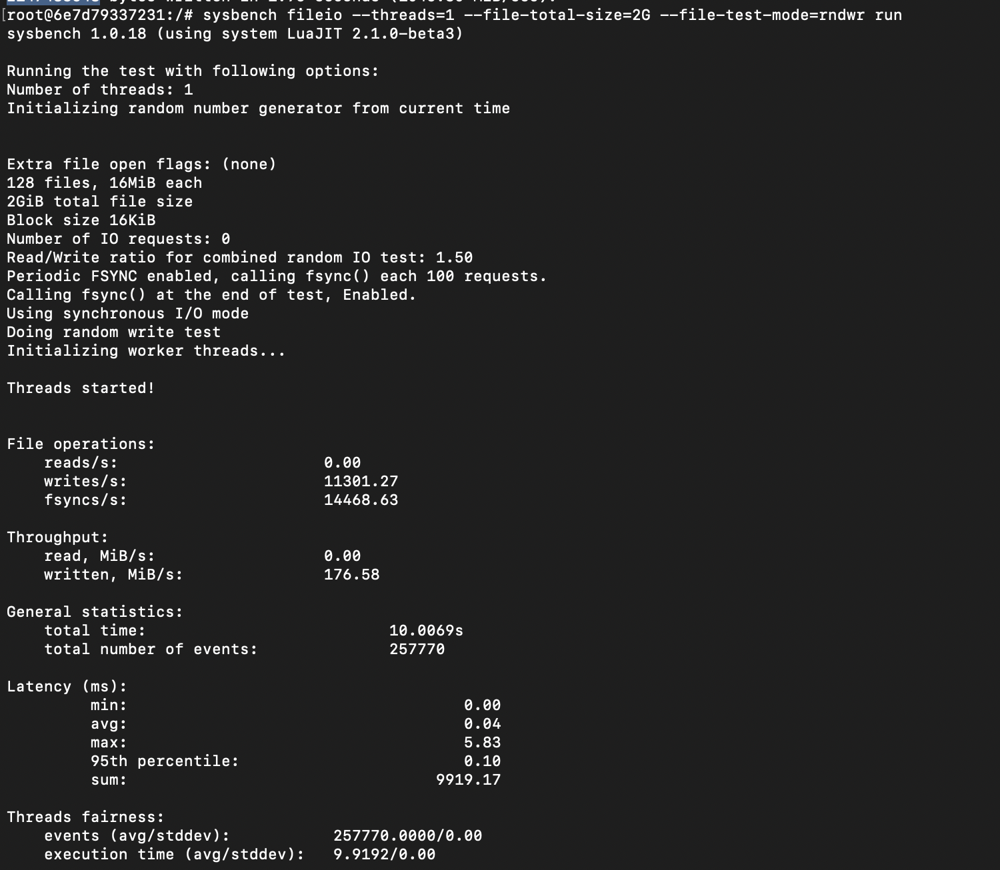 [root@6e7d79337231:/# sysbench fileio --threads=1 --file-total-size=2G --file-test-mode=rndwr run
sysbench 1.0.18 (using system LuaJIT 2.1.0-beta3)
Running the test with following options:
Number of threads: 1
Initializing random number generator from current time
Extra file open flags: (none)
128 files, 16MiB each
2GiB total file size
Block size 16KiB
Number of IO requests: 0
Read/Write ratio for combined random IO test: 1.50
Periodic FSYNC enabled, calling fsync() each 100 requests.
Calling fsync() at the end of test, Enabled.
Using synchronous I/O mode
Doing random write test
Initializing worker threads...
Threads started!
File operations:
reads/s: 0.00
writes/s: 11301.27
fsyncs/s: 14468.63
Throughput:
read, MiB/s: 0.00
written, MiB/s: 176.58
General statistics:
total time: 10.0069s
total number of events: 257770
Latency (ms):
min: 0.00
avg: 0.04
max: 5.83
95th percentile: 0.10
sum: 9919.17
Threads fairness:
events (avg/stddev): 257770.0000/0.00
execution time (avg/stddev): 9.9192/0.00